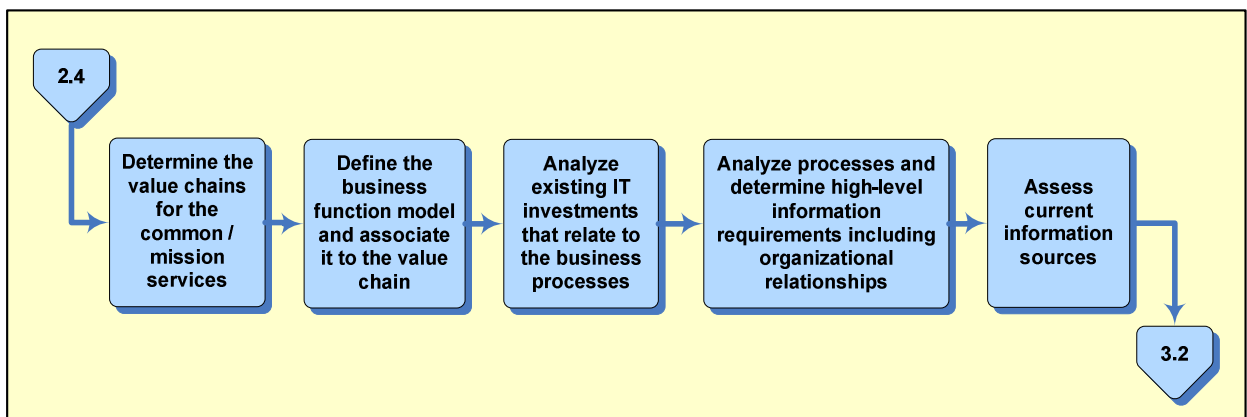 2.4
Determine the
value chains
for the
common /
mission
services
Define the
business
function model
and associate
it to the value
chain
Analyze
existing IT
investments
that relate to
the business
processes
Analyze processes and
determine high-level
information
requirements including
organizational
relationships
Assess
current
information
sources
3.2